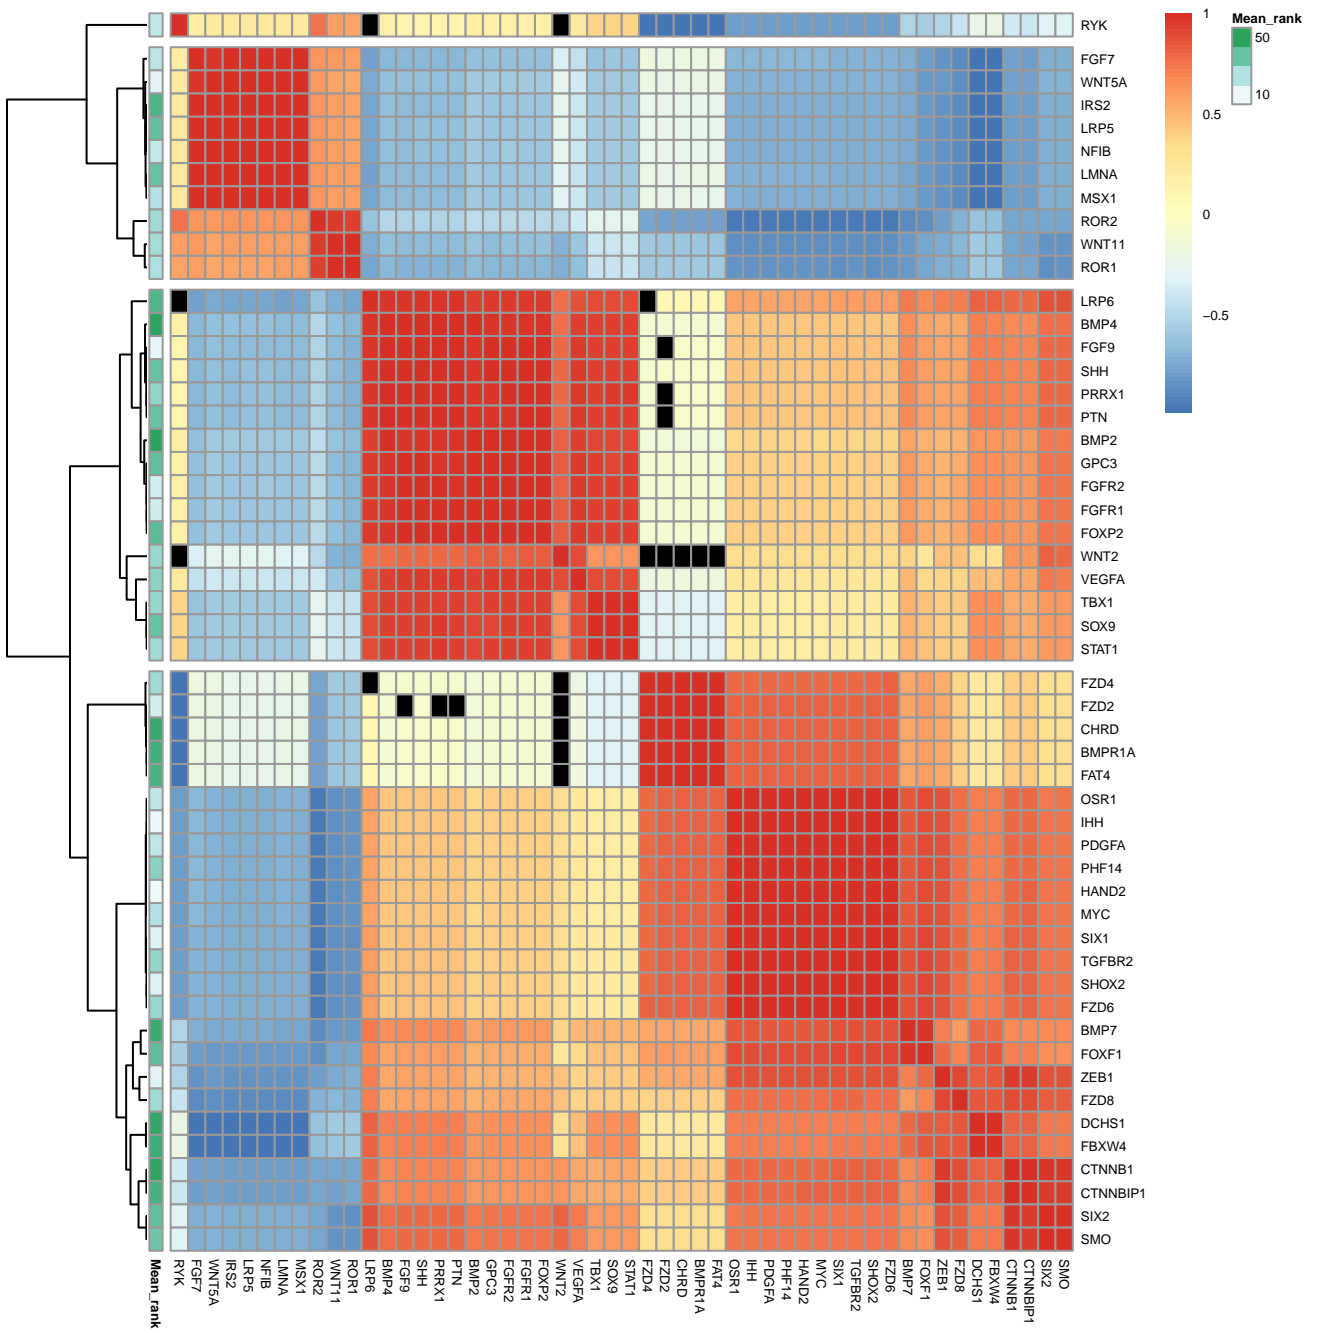 1
0.5
0
−0.5
Mean_rank
50
10
RYK
FGF7
WNT5A
IRS2
LRP5
NFIB
LMNA
MSX1
ROR2
WNT11
ROR1
LRP6
BMP4
FGF9
SHH
PRRX1
PTN
BMP2
GPC3
FGFR2
FGFR1
FOXP2
WNT2
VEGFA
TBX1
SOX9
STAT1
FZD4
FZD2
CHRD
BMPR1A
FAT4
OSR1
IHH
PDGFA
PHF14
HAND2
MYC
SIX1
TGFBR2
SHOX2
FZD6
BMP7
FOXF1
ZEB1
FZD8
DCHS1
FBXW4
CTNNB1
CTNNBIP1
SIX2
SMO
Mean_rank
RYK
FGF7
WNT5A
IRS2
LRP5
NFIB
LMNA
MSX1
ROR2
WNT11
ROR1
LRP6
BMP4
FGF9
SHH
PRRX1
PTN
BMP2
GPC3
FGFR2
FGFR1
FOXP2
WNT2
VEGFA
TBX1
SOX9
STAT1
FZD4
FZD2
CHRD
BMPR1A
FAT4
OSR1
IHH
PDGFA
PHF14
HAND2
MYC
SIX1
TGFBR2
SHOX2
FZD6
BMP7
FOXF1
ZEB1
FZD8
DCHS1
FBXW4
CTNNB1
CTNNBIP1
SIX2
SMO